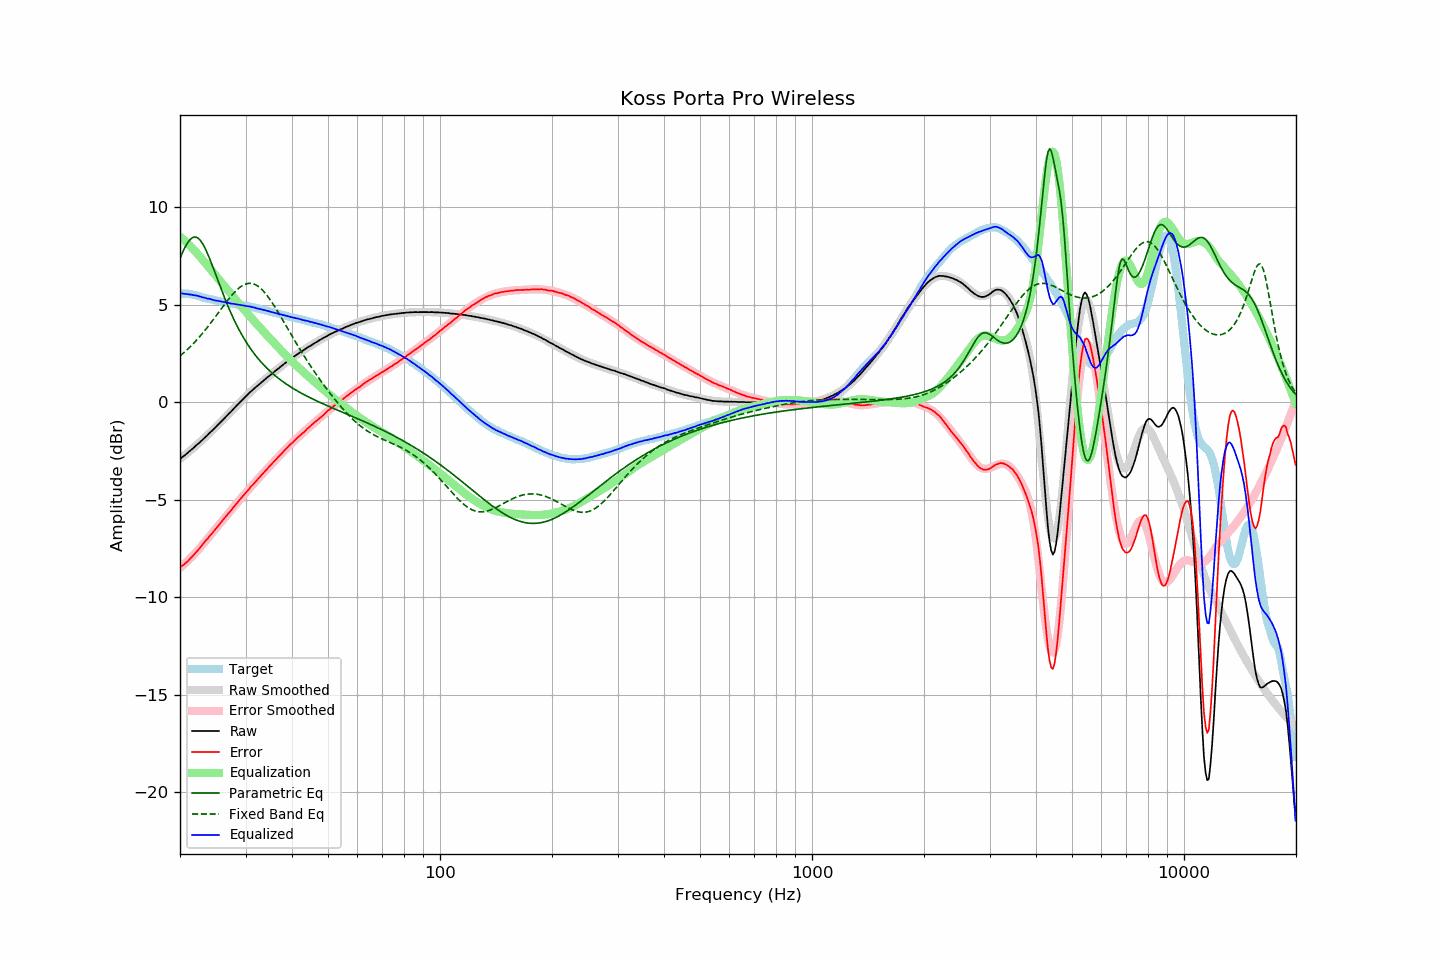 Koss Porta Pro Wireless
Amplitude (dBr)
10
5
0
−5
−10
−15
−20
Target
Raw Smoothed
Error Smoothed
Raw
Error
Equalization
Parametric Eq
Fixed Band Eq
Equalized
100
1000
10000
Frequency (Hz)